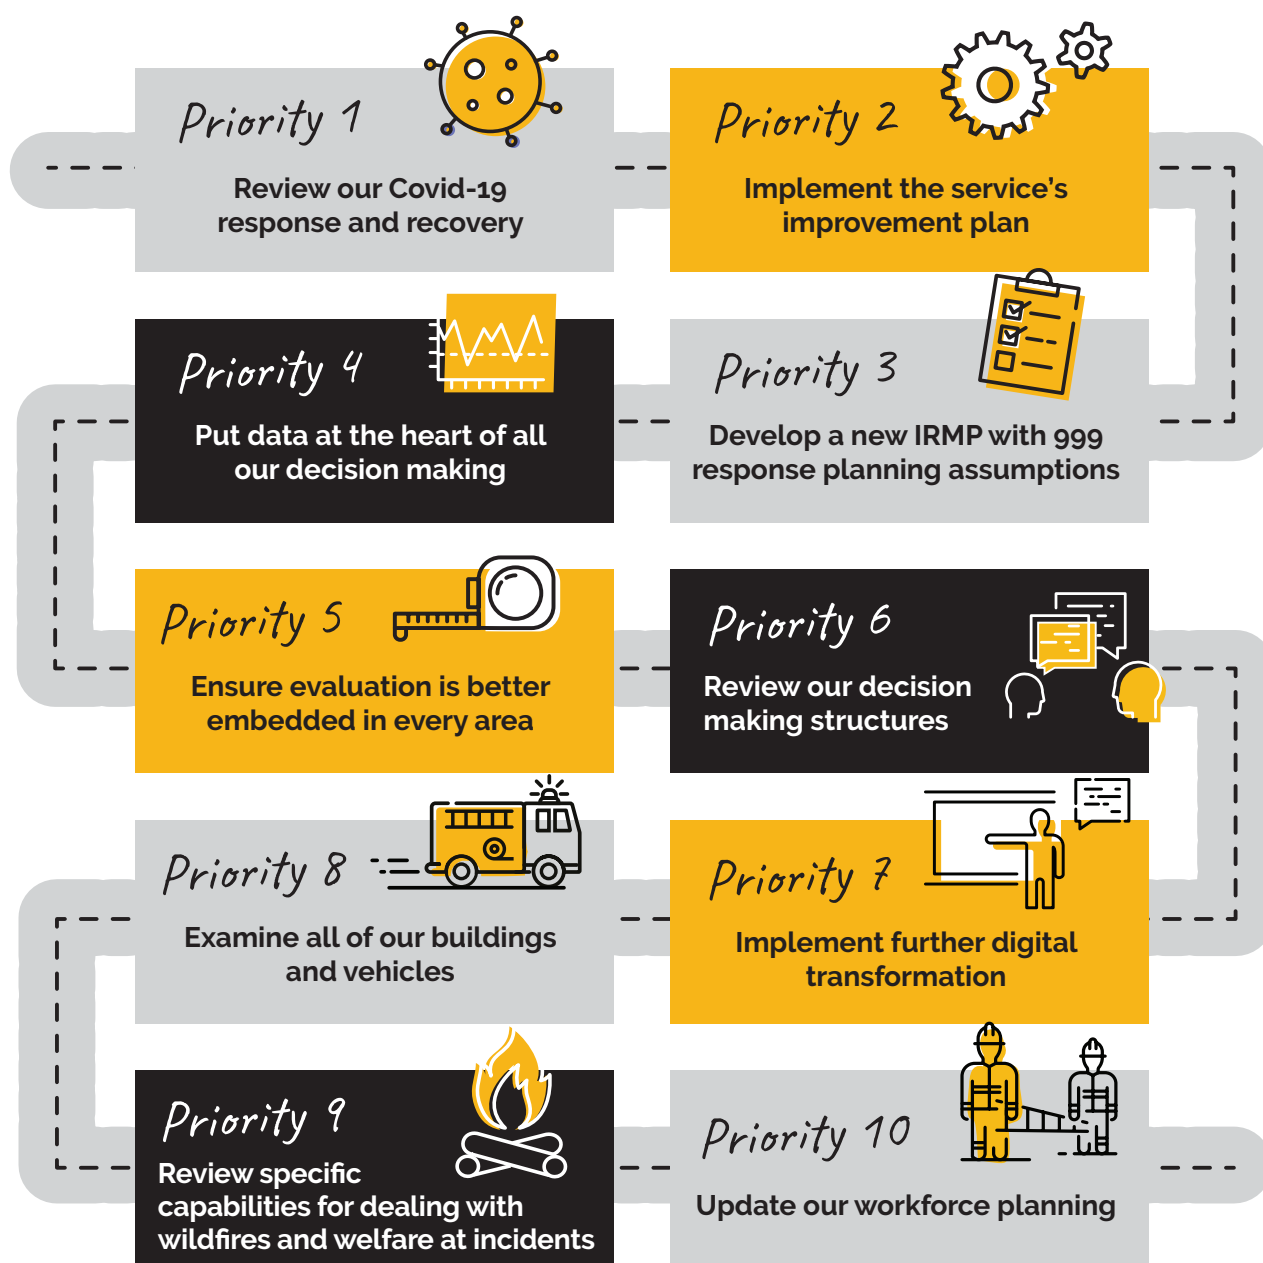 Priority 1
Review our Covid-19
response and recovery
Priority 2
Implement the service's
improvement plan
Priority 3
Develop a new IRMP with 999
response planning assumptions
Priority 4
Put data at the heart of all
our decision making
Priority 5
Ensure evaluation is better
embedded in every area
Priority 6
Review our decision
making structures
Priority 7
Implement further digital
transformation
Priority 8
Examine all of our buildings
and vehicles
Priority 9
Review specific
capabilities for dealing with
wildfires and welfare at incidents
Priority 10
Update our workforce planning